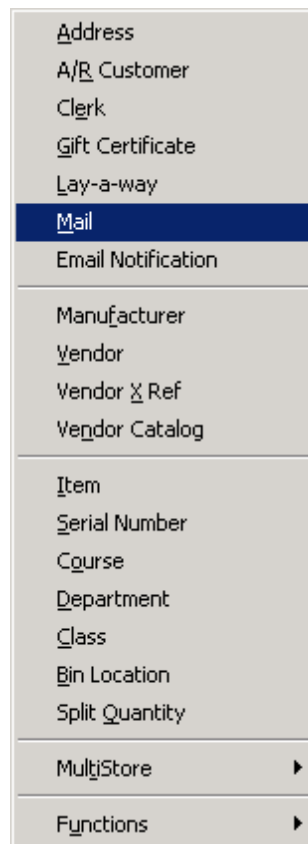 Address
A/R Customer
Clerk
Gift Certificate
Lay-a-way
Mail
Email Notification
Manufacturer
Vendor
Vendor X Ref
Vendor Catalog
Item
Serial Number
Course
Department
Class
Bin Location
Split Quantity
MultiStore
Functions